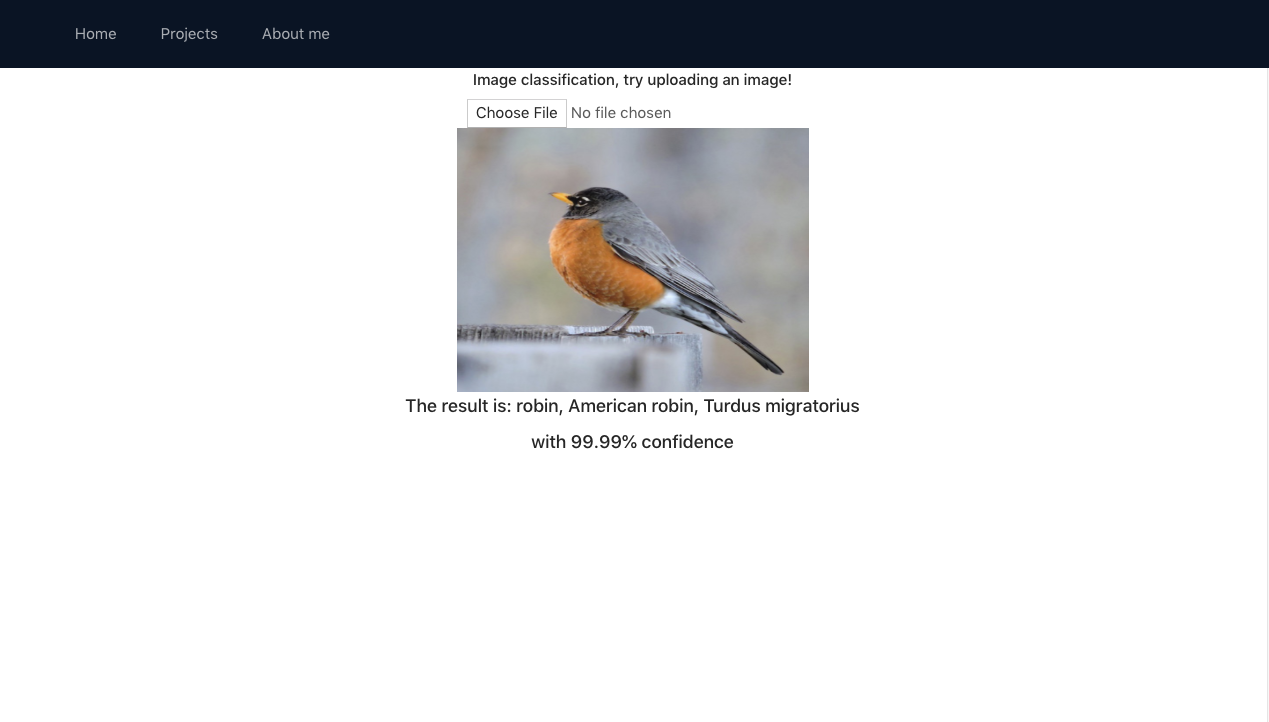 Home Projects About me
Image classification, try uploading an image!
Choose File No file chosen
The result is: robin, American robin, Turdus migratorius
with 99.99% confidence